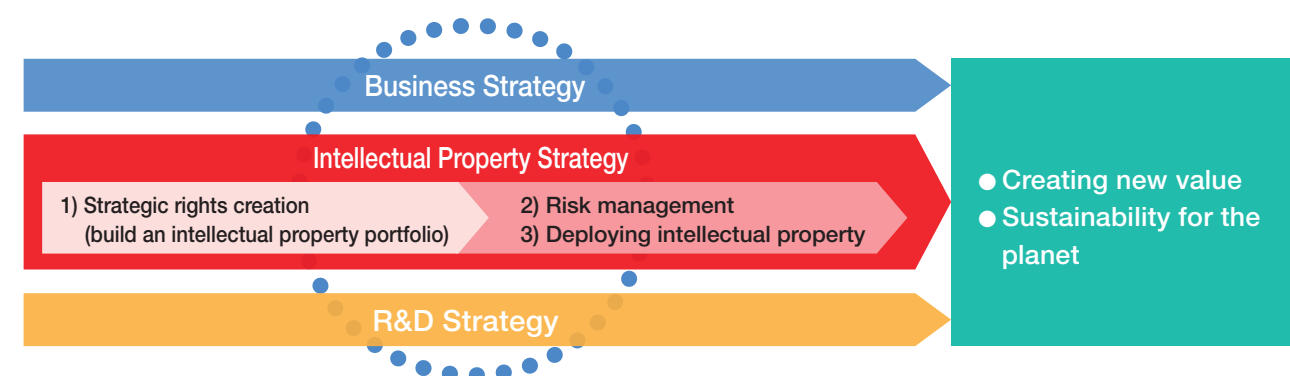 Business Strategy
Intellectual Property Strategy
1) Strategic rights creation
(build an intellectual property portfolio)
2) Risk management
3) Deploying intellectual property
R&D Strategy
● Creating new value
● Sustainability for the
planet